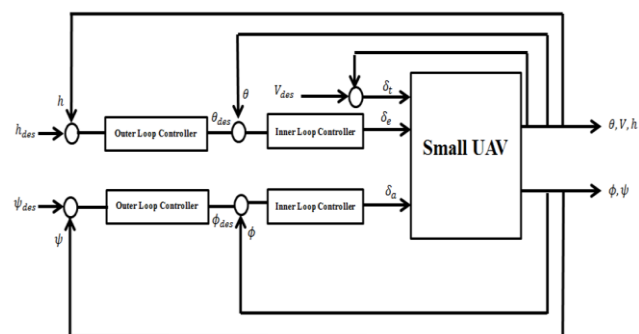 h
θ
V_des
δ_t
h_des
Outer Loop Controller
θ_des
Inner Loop Controller
δ_e
Small UAV
θ,V,h
ψ_des
Outer Loop Controller
ϕ_des
Inner Loop Controller
δ_a
ϕ,ψ
ψ
ϕ